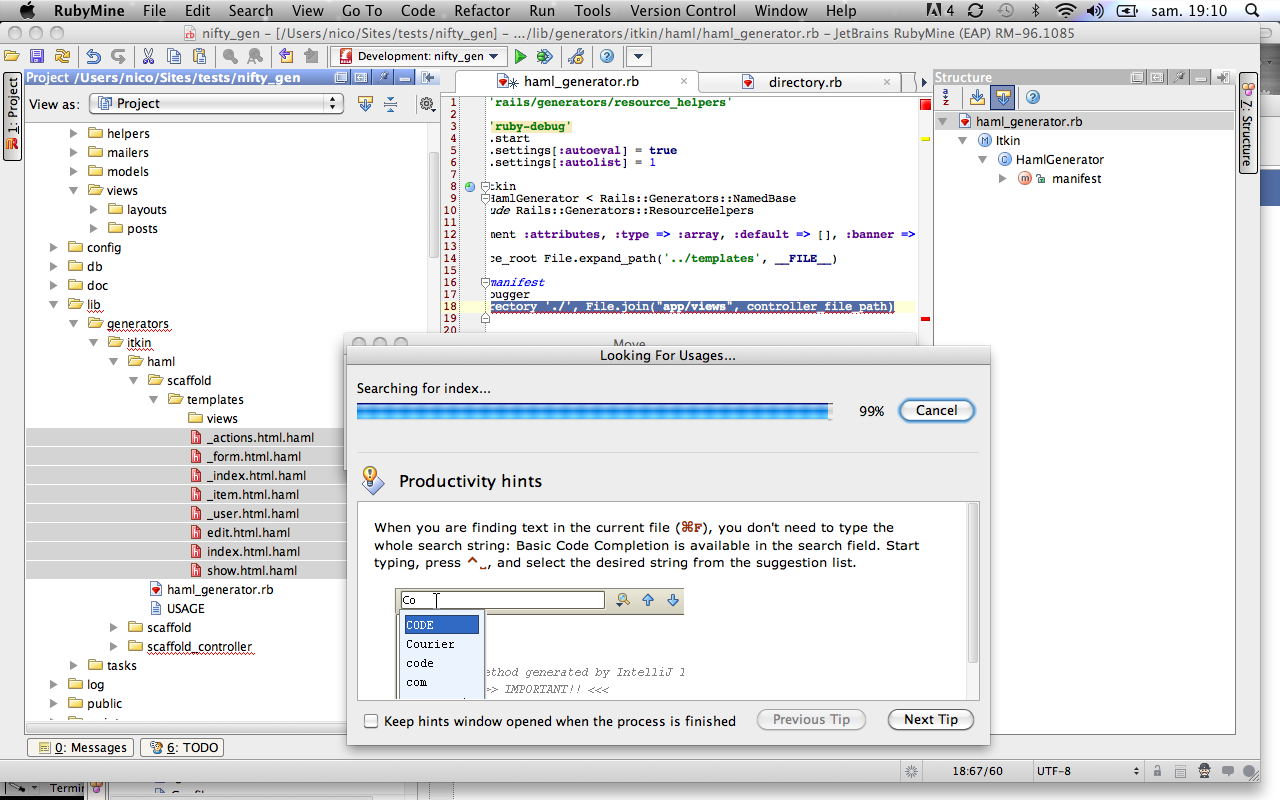 RubyMine File Edit Search View Go To Code Refactor Run Tools Version Control Window Help 4 sam. 19:10
nifty_gen – [/Users/nico/Sites/tests/nifty_gen] – .../lib/generators/itkin/haml/haml_generator.rb – JetBrains RubyMine (EAP) RM-96.1085
Development: nifty_gen
Project /Users/nico/Sites/tests/nifty_gen
haml_generator.rb
directory.rb
Structure
1: Project
View as: Project
Z: Structure
helpers
mailers
models
views
layouts
posts
config
db
doc
lib
generators
itkin
haml
scaffold
templates
views
_actions.html.haml
_form.html.haml
_index.html.haml
_item.html.haml
_user.html.haml
edit.html.haml
index.html.haml
show.html.haml
haml_generator.rb
USAGE
scaffold
scaffold_controller
tasks
log
public
1 'rails/generators/resource_helpers'
2
3 'ruby-debug'
4 .start
5 .settings[:autoeval] = true
6 .settings[:autolist] = 1
7
8 tkin
9 HamlGenerator < Rails::Generators::NamedBase
10 ude Rails::Generators::ResourceHelpers
11
12 ment :attributes, :type => :array, :default => [], :banner =>
13
14 ce_root File.expand_path('../templates', __FILE__)
15
16 manifest
17 bugger
18 rectory './', File.join("app/views", controller_file_path)
19
20
haml_generator.rb
Itkin
HamlGenerator
manifest
Move
Looking For Usages...
Searching for index...
99%
Cancel
Productivity hints
When you are finding text in the current file (⌘F), you don't need to type the
whole search string: Basic Code Completion is available in the search field. Start
typing, press ^␣, and select the desired string from the suggestion list.
Co
CODE
Courier
code
com
ethod generated by IntelliJ I
>> IMPORTANT!! <<<
Keep hints window opened when the process is finished
Previous Tip
Next Tip
0: Messages
6: TODO
18:67/60
UTF-8
Termin